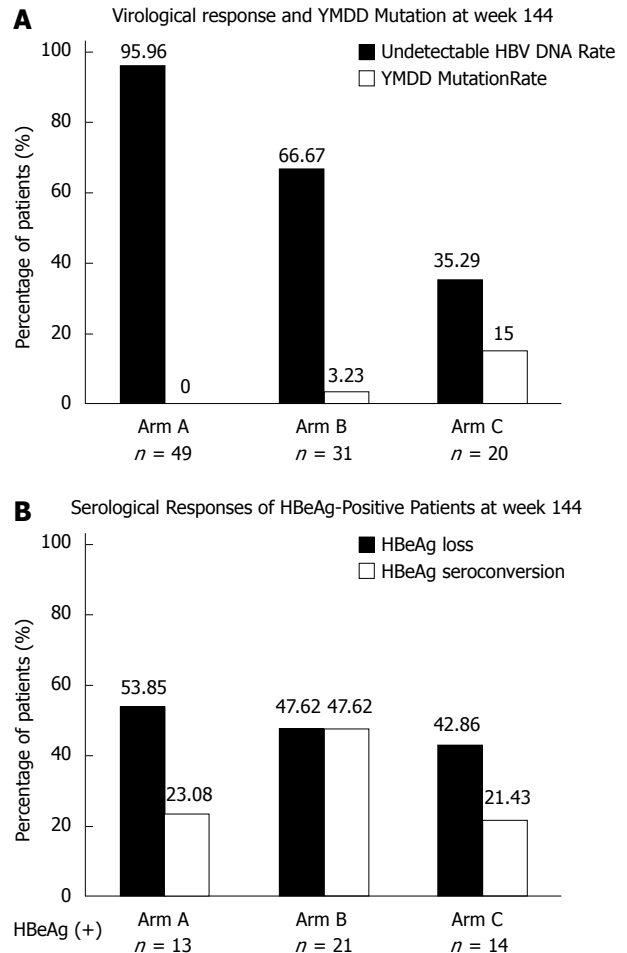 A
Virological response and YMDD Mutation at week 144
Undetectable HBV DNA Rate
YMDD MutationRate
Percentage of patients (%)
100
80
60
40
20
0
95.96
0
66.67
3.23
35.29
15
Arm A
n = 49
Arm B
n = 31
Arm C
n = 20
B
Serological Responses of HBeAg-Positive Patients at week 144
HBeAg loss
HBeAg seroconversion
Percentage of patients (%)
100
80
60
40
20
0
53.85
23.08
47.62 47.62
42.86
21.43
HBeAg (+)
Arm A
n = 13
Arm B
n = 21
Arm C
n = 14